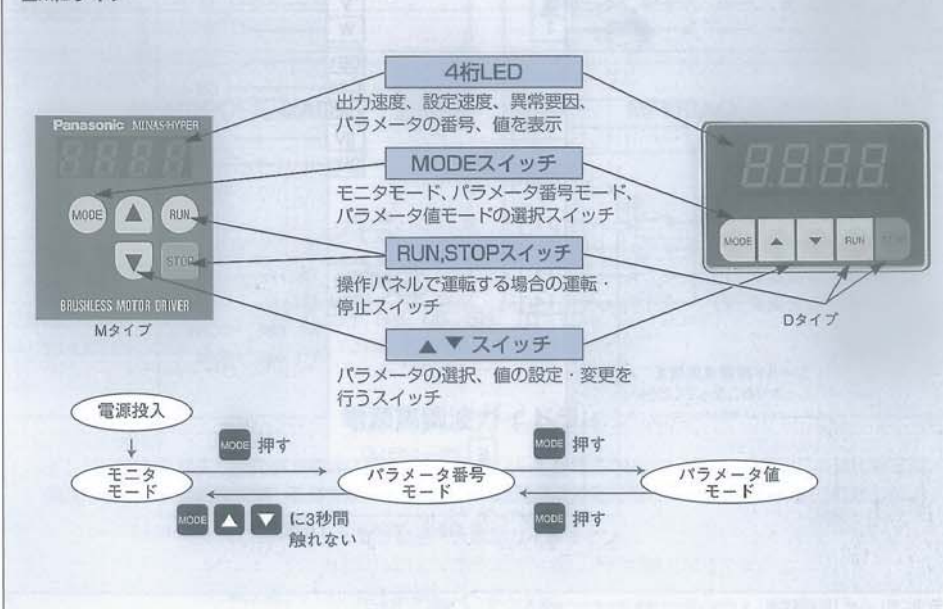 4桁LED
出力速度、設定速度、異常要因、
パラメータの番号、値を表示
Panasonic MINAS-HYPER
8.8.8.8.
MODE ▲ RUN
▼ STOP
BRUSHLESS MOTOR DRIVER
Mタイプ
MODEスイッチ
モニタモード、パラメータ番号モード、
パラメータ値モードの選択スイッチ
RUN,STOPスイッチ
操作パネルで運転する場合の運転・
停止スイッチ
▲ ▼ スイッチ
パラメータの選択、値の設定・変更を
行うスイッチ
8.8.8.8.
MODE ▲ ▼ RUN STOP
Dタイプ
電源投入
モニタ
モード
MODE 押す
MODE ▲ ▼ に3秒間
触れない
パラメータ番号
モード
MODE 押す
MODE 押す
パラメータ値
モード